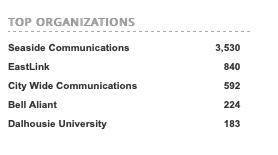 TOP ORGANIZATIONS
Seaside Communications 3,530
EastLink 840
City Wide Communications 592
Bell Aliant 224
Dalhousie University 183